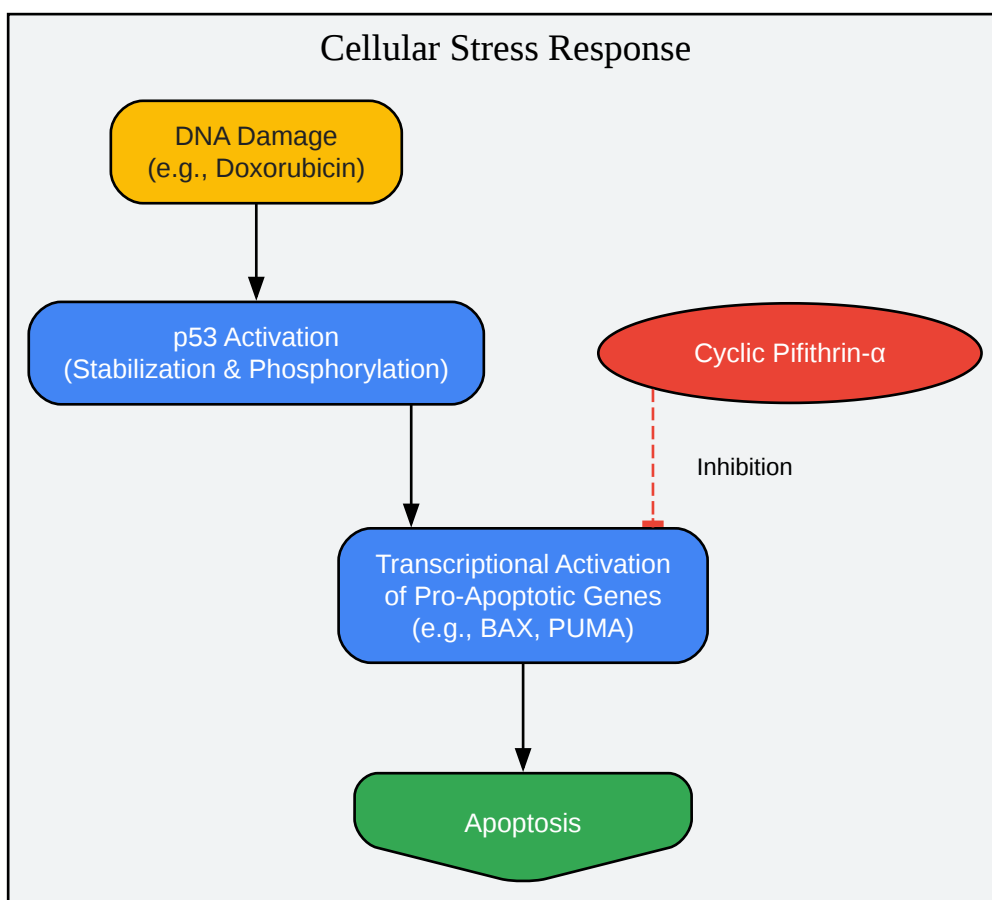 Cellular Stress Response
DNA Damage
(e.g., Doxorubicin)
p53 Activation
(Stabilization & Phosphorylation)
Cyclic Pifithrin-α
Inhibition
Transcriptional Activation
of Pro-Apoptotic Genes
(e.g., BAX, PUMA)
Apoptosis